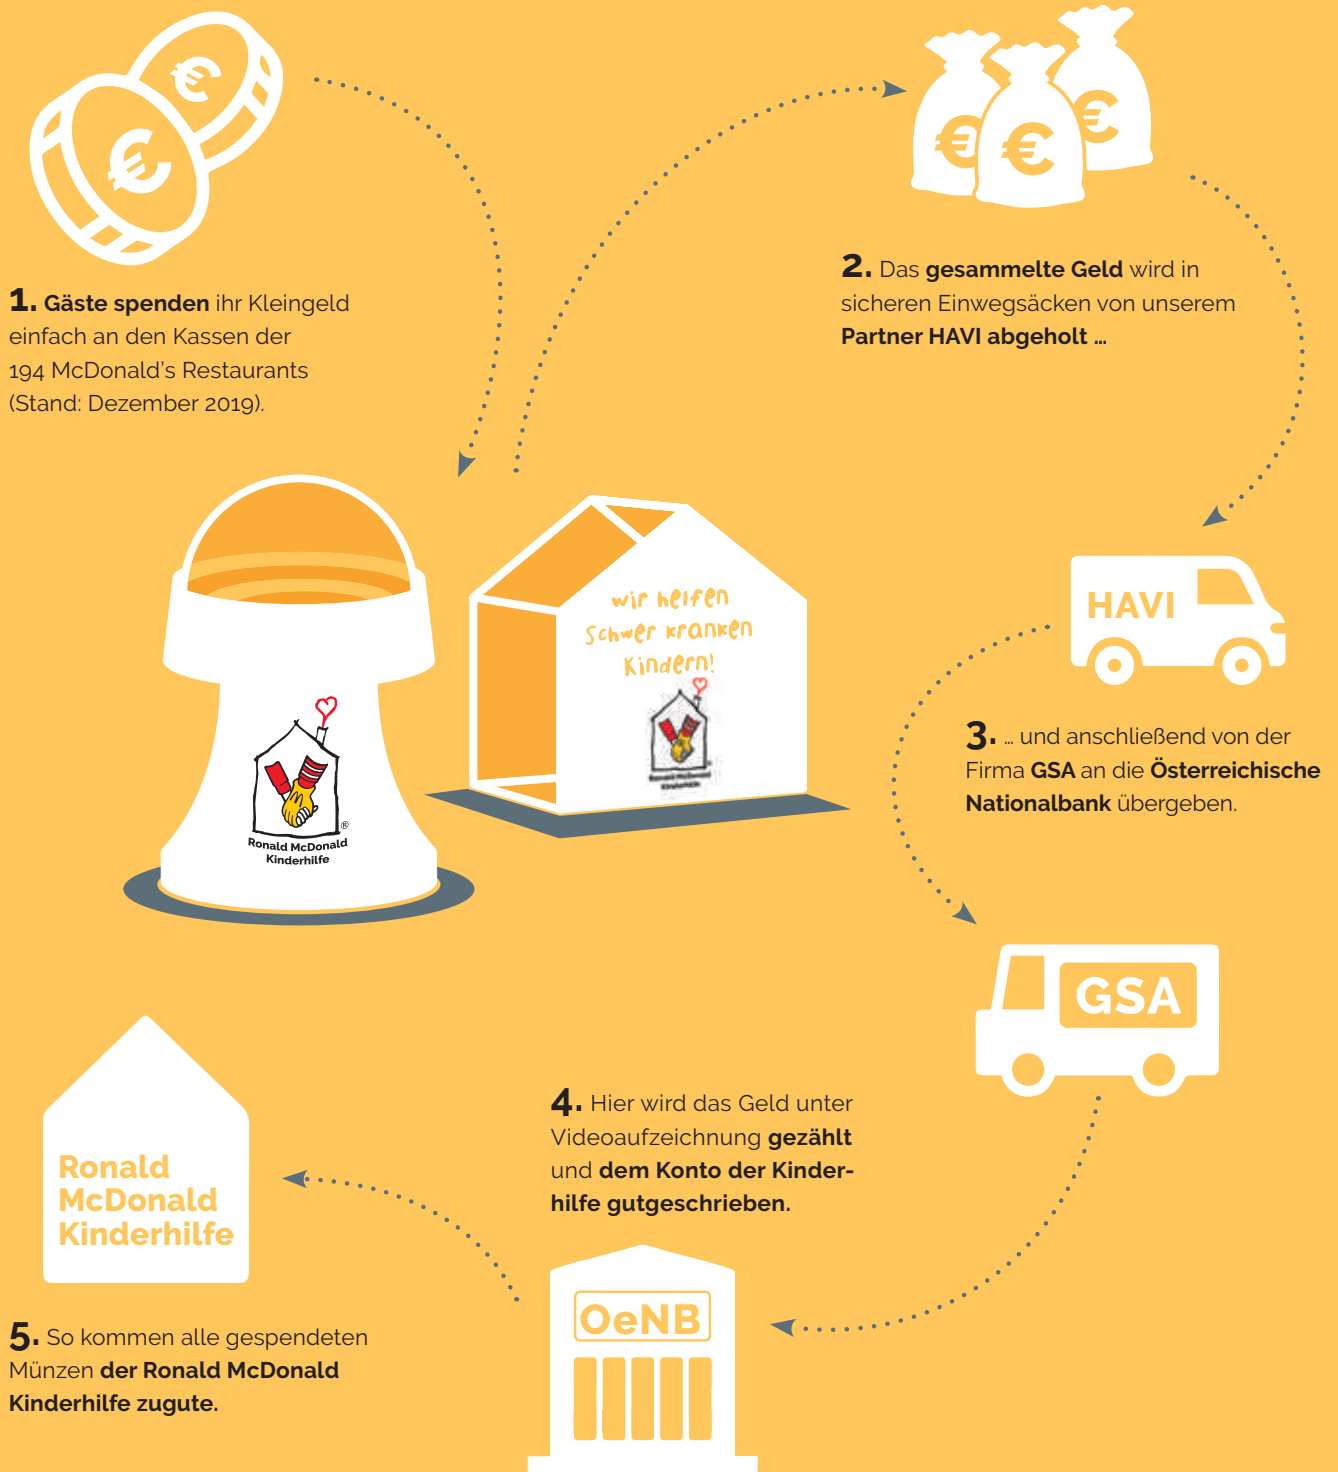 €
€
1. Gäste spenden ihr Kleingeld
einfach an den Kassen der
194 McDonald's Restaurants
(Stand: Dezember 2019).
€
€
€
2. Das gesammelte Geld wird in
sicheren Einwegsäcken von unserem
Partner HAVI abgeholt …
wir helfen
Schwer kranken
Kindern!
Ronald McDonald
Kinderhilfe
®
Ronald McDonald
Kinderhilfe
HAVI
3. … und anschließend von der
Firma GSA an die Österreichische
Nationalbank übergeben.
GSA
4. Hier wird das Geld unter
Videoaufzeichnung gezählt
und dem Konto der Kinder-
hilfe gutgeschrieben.
OeNB
Ronald
McDonald
Kinderhilfe
5. So kommen alle gespendeten
Münzen der Ronald McDonald
Kinderhilfe zugute.